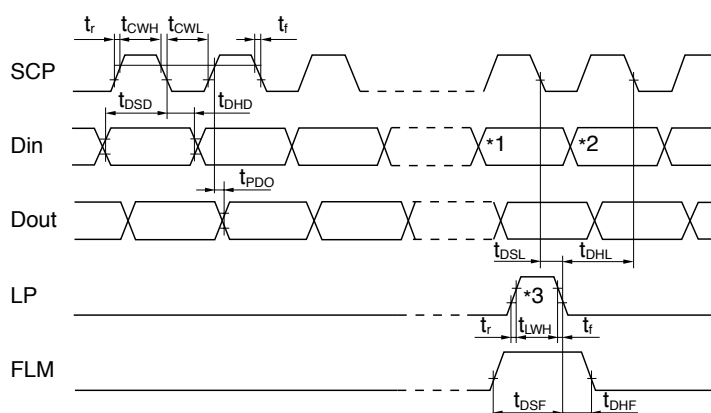 tr tCWH tCWL tf
SCP
tDSD tDHD
Din *1 *2
tPDO
Dout
tDSL tDHL
LP *3
tr tLWH tf
FLM
tDSF tDHF